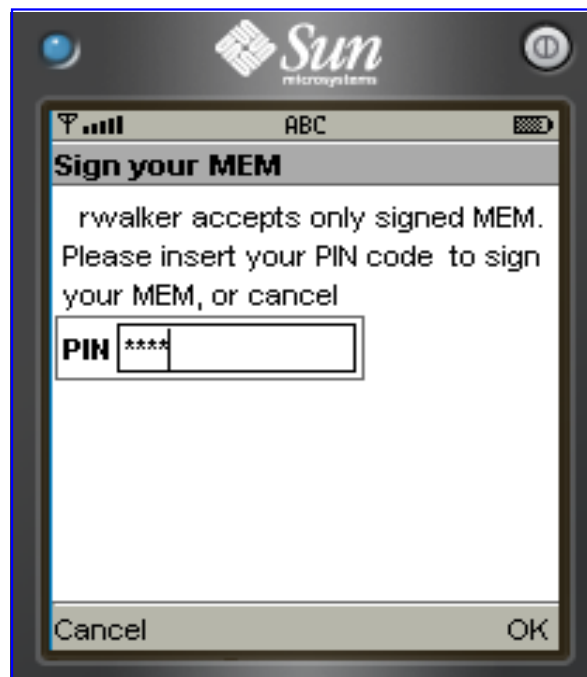 Sun
microsystems
ABC
Sign your MEM
rwalker accepts only signed MEM.
Please insert your PIN code to sign
your MEM, or cancel
PIN ****
Cancel OK